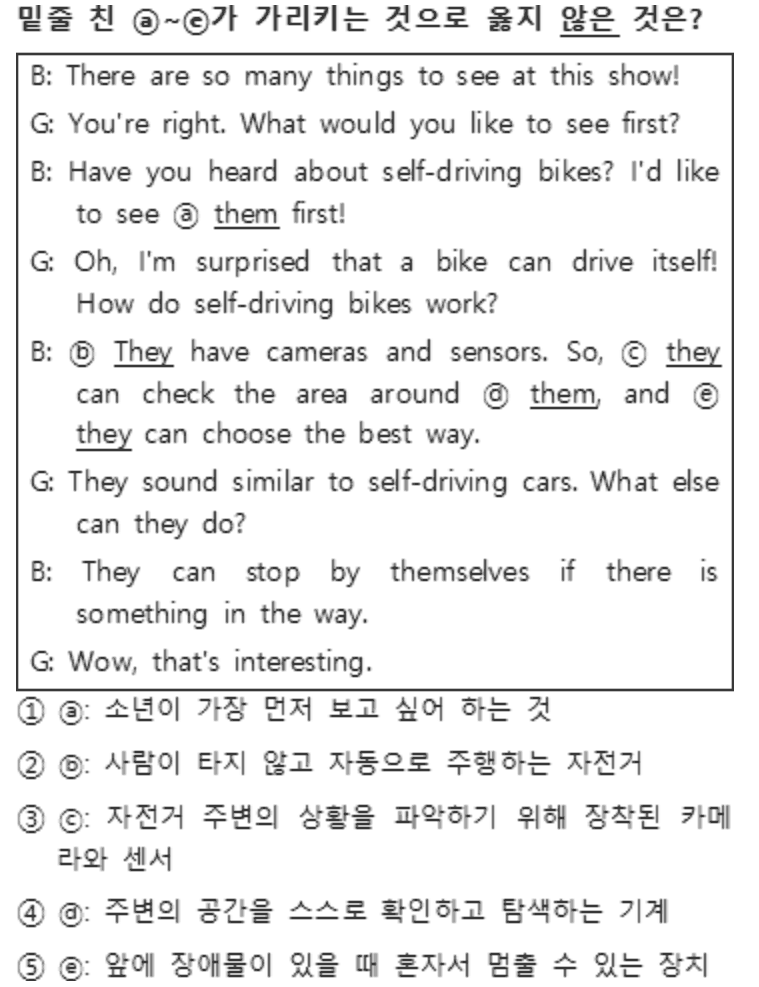 밑줄 친 ⓐ~ⓔ가 가리키는 것으로 옳지 않은 것은?
B: There are so many things to see at this show!
G: You're right. What would you like to see first?
B: Have you heard about self-driving bikes? I'd like
to see ⓐ them first!
G: Oh, I'm surprised that a bike can drive itself!
How do self-driving bikes work?
B: ⓑ They have cameras and sensors. So, ⓒ they
can check the area around ⓓ them, and ⓔ
they can choose the best way.
G: They sound similar to self-driving cars. What else
can they do?
B: They can stop by themselves if there is
something in the way.
G: Wow, that's interesting.
① ⓐ: 소년이 가장 먼저 보고 싶어 하는 것
② ⓑ: 사람이 타지 않고 자동으로 주행하는 자전거
③ ⓒ: 자전거 주변의 상황을 파악하기 위해 장착된 카메
라와 센서
④ ⓓ: 주변의 공간을 스스로 확인하고 탐색하는 기계
⑤ ⓔ: 앞에 장애물이 있을 때 혼자서 멈출 수 있는 장치